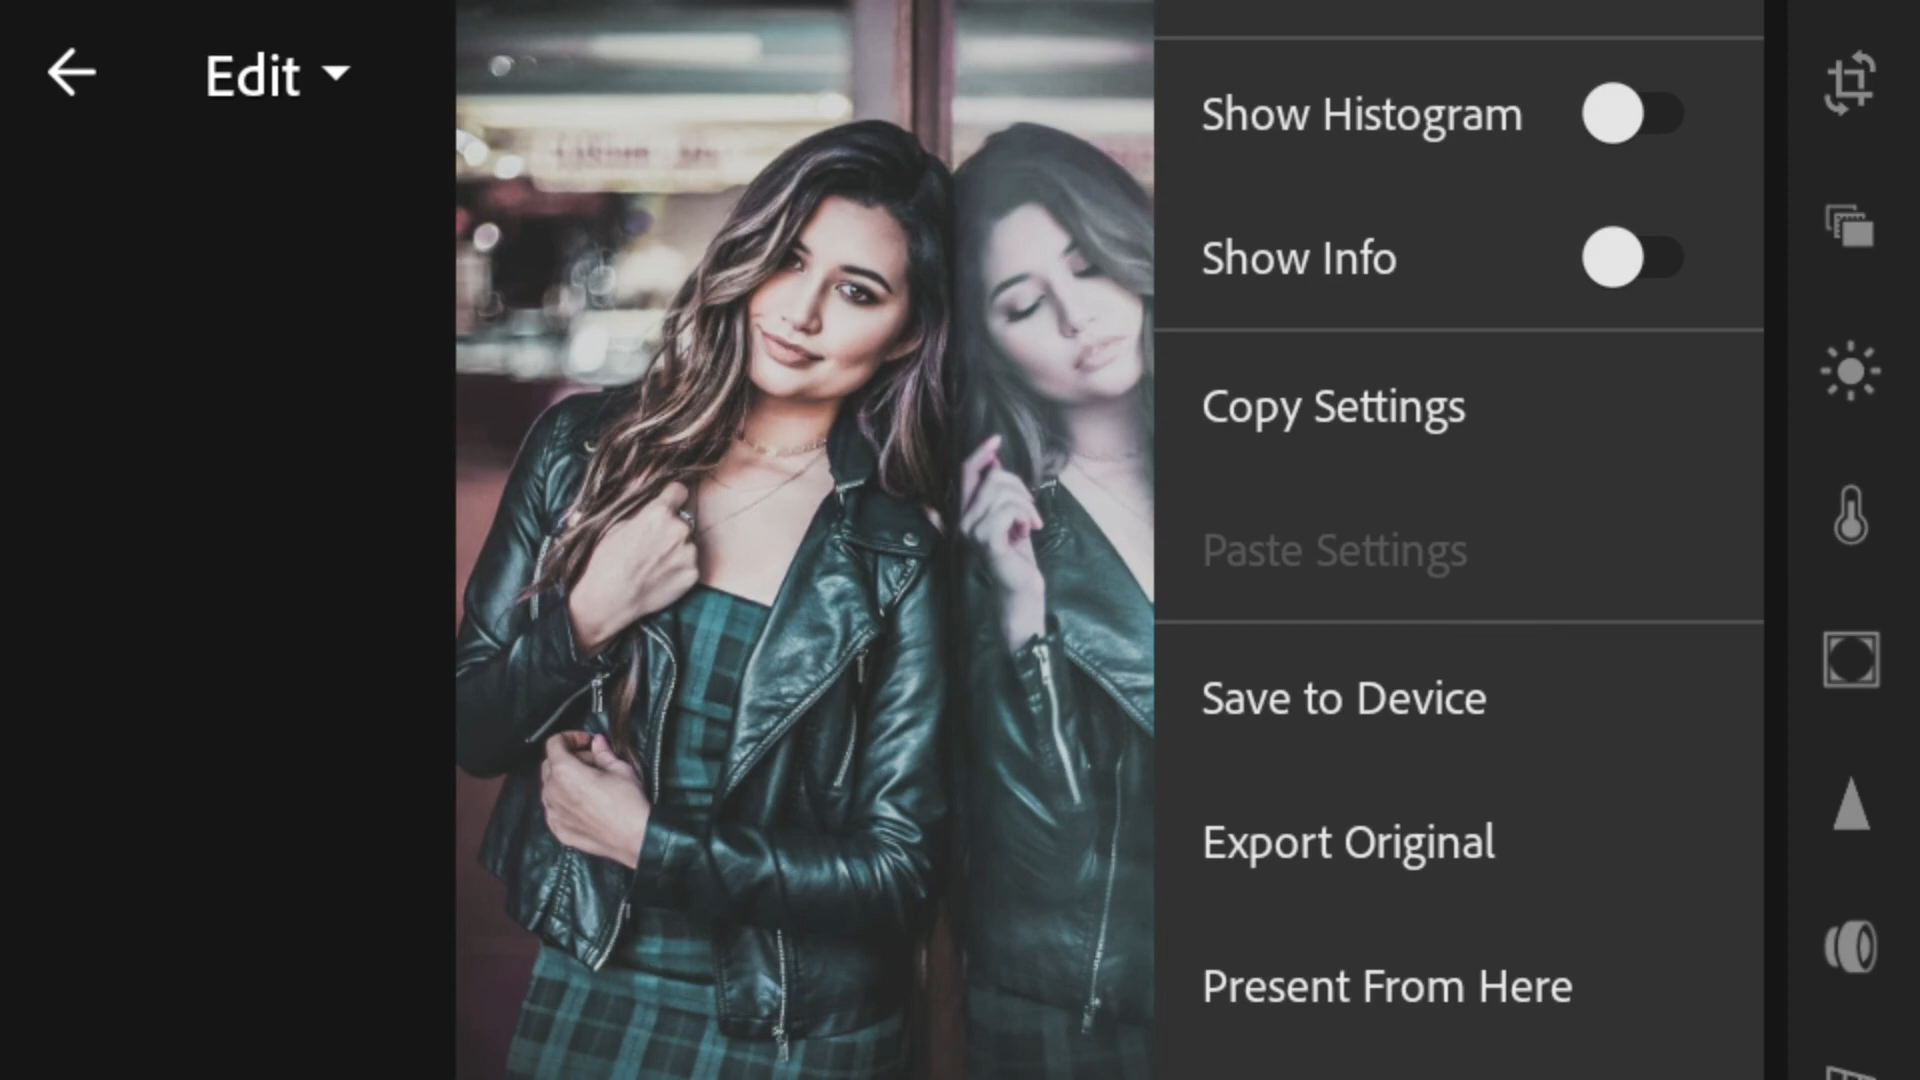 Edit
Show Histogram
Show Info
Copy Settings
Paste Settings
Save to Device
Export Original
Present From Here